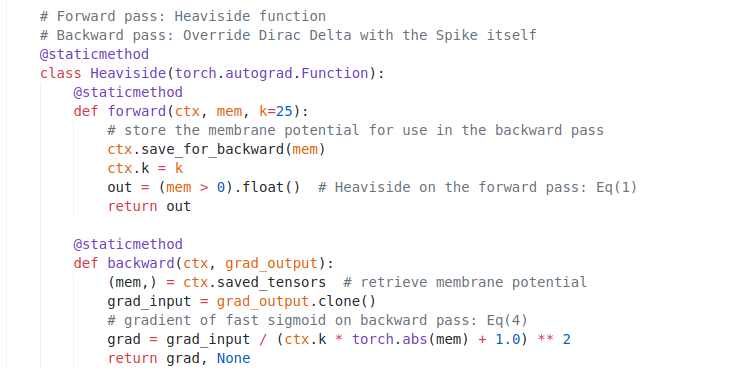 # Forward pass: Heaviside function
# Backward pass: Override Dirac Delta with the Spike itself
@staticmethod
class Heaviside(torch.autograd.Function):
    @staticmethod
    def forward(ctx, mem, k=25):
        # store the membrane potential for use in the backward pass
        ctx.save_for_backward(mem)
        ctx.k = k
        out = (mem > 0).float()  # Heaviside on the forward pass: Eq(1)
        return out

    @staticmethod
    def backward(ctx, grad_output):
        (mem,) = ctx.saved_tensors  # retrieve membrane potential
        grad_input = grad_output.clone()
        # gradient of fast sigmoid on backward pass: Eq(4)
        grad = grad_input / (ctx.k * torch.abs(mem) + 1.0) ** 2
        return grad, None